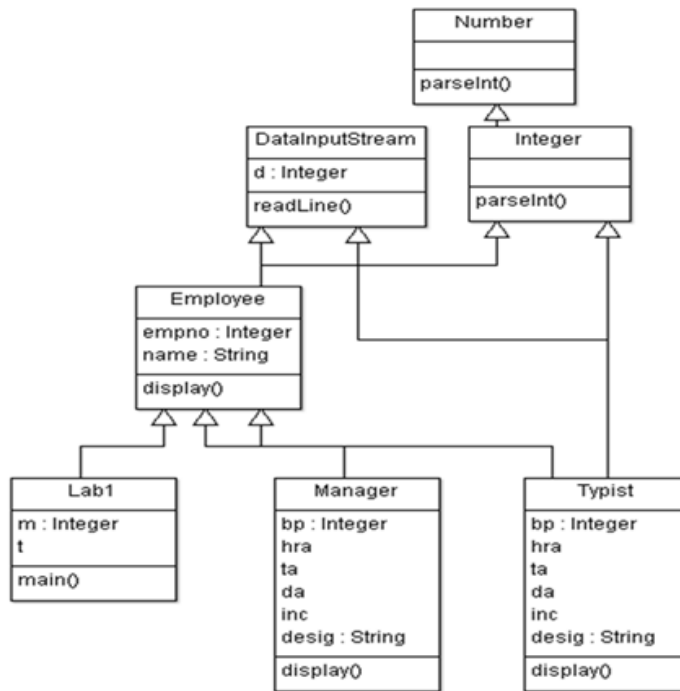 Number
parseInt()
DataInputStream
d : Integer
readLine()
Integer
parseInt()
Employee
empno : Integer
name : String
display()
Lab1
m : Integer
t
main()
Manager
bp : Integer
hra
ta
da
inc
desig : String
display()
Typist
bp : Integer
hra
ta
da
inc
desig : String
display()